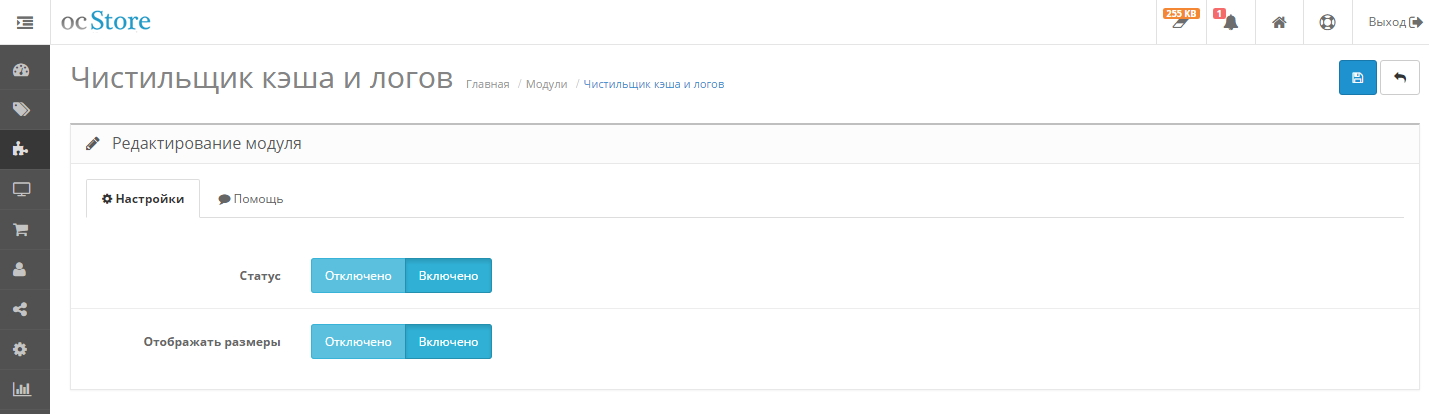 ocStore
255 KB
1
Выход
Чистильщик кэша и логов
Главная / Модули / Чистильщик кэша и логов
Редактирование модуля
Настройки
Помощь
Статус
Отключено
Включено
Отображать размеры
Отключено
Включено